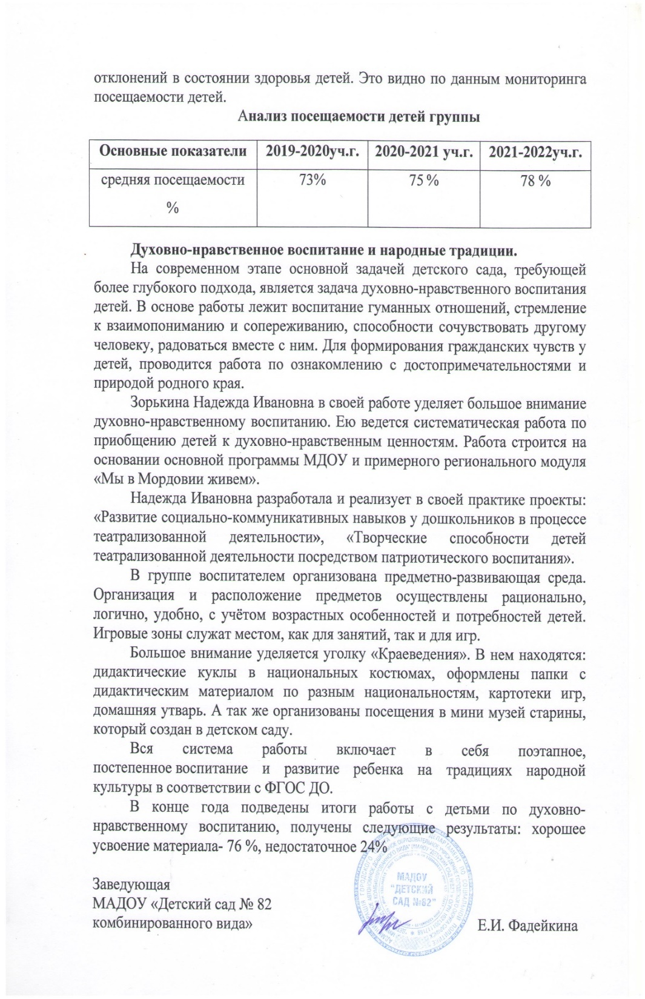 отклонений в состоянии здоровья детей. Это видно по данным мониторинга
посещаемости детей.
Анализ посещаемости детей группы
Основные показатели 2019-2020уч.г. 2020-2021 уч.г. 2021-2022уч.г.
средняя посещаемости 73% 75 % 78 %
%
Духовно-нравственное воспитание и народные традиции.
На современном этапе основной задачей детского сада, требующей
более глубокого подхода, является задача духовно-нравственного воспитания
детей. В основе работы лежит воспитание гуманных отношений, стремление
к взаимопониманию и сопереживанию, способности сочувствовать другому
человеку, радоваться вместе с ним. Для формирования гражданских чувств у
детей, проводится работа по ознакомлению с достопримечательностями и
природой родного края.
Зорькина Надежда Ивановна в своей работе уделяет большое внимание
духовно-нравственному воспитанию. Ею ведется систематическая работа по
приобщению детей к духовно-нравственным ценностям. Работа строится на
основании основной программы МДОУ и примерного регионального модуля
«Мы в Мордовии живем».
Надежда Ивановна разработала и реализует в своей практике проекты:
«Развитие социально-коммуникативных навыков у дошкольников в процессе
театрализованной деятельности», «Творческие способности детей
театрализованной деятельности посредством патриотического воспитания».
В группе воспитателем организована предметно-развивающая среда.
Организация и расположение предметов осуществлены рационально,
логично, удобно, с учётом возрастных особенностей и потребностей детей.
Игровые зоны служат местом, как для занятий, так и для игр.
Большое внимание уделяется уголку «Краеведения». В нем находятся:
дидактические куклы в национальных костюмах, оформлены папки с
дидактическим материалом по разным национальностям, картотеки игр,
домашняя утварь. А так же организованы посещения в мини музей старины,
который создан в детском саду.
Вся система работы включает в себя поэтапное,
постепенное воспитание и развитие ребенка на традициях народной
культуры в соответствии с ФГОС ДО.
В конце года подведены итоги работы с детьми по духовно-
нравственному воспитанию, получены следующие результаты: хорошее
усвоение материала- 76 %, недостаточное 24%
МАДОУ
"ДЕТСКИЙ
САД №82"
Заведующая
МАДОУ «Детский сад № 82
комбинированного вида» Е.И. Фадейкина